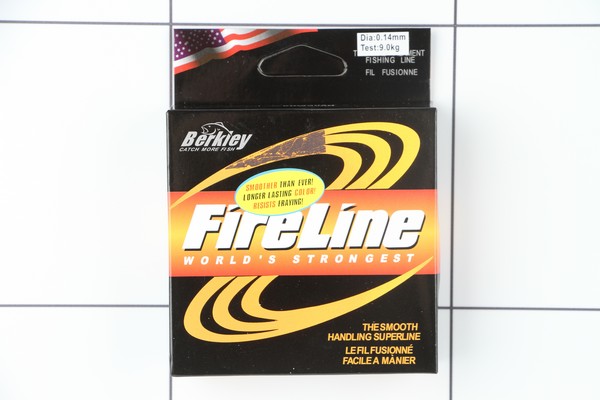 Dia:0.14mm
Test:9.0kg
FISHING LINE
FIL FUSIONNE
Berkley
CATCH MORE FISH
SMOOTHER THAN EVER!
LONGER LASTING COLOR!
RESISTS FRAYING!
FireLine
WORLD'S STRONGEST
THE SMOOTH
HANDLING SUPERLINE
LE FIL FUSIONNÉ
FACILE A MANIER